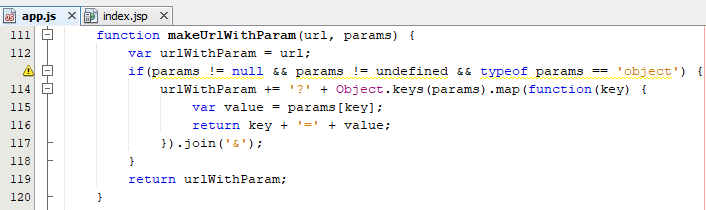 app.js index.jsp
111 function makeUrlWithParam(url, params) {
112 var urlWithParam = url;
if(params != null && params != undefined && typeof params == 'object') {
114 urlWithParam += '?' + Object.keys(params).map(function(key) {
115 var value = params[key];
116 return key + '=' + value;
117 }).join('&');
118 }
119 return urlWithParam;
120 }